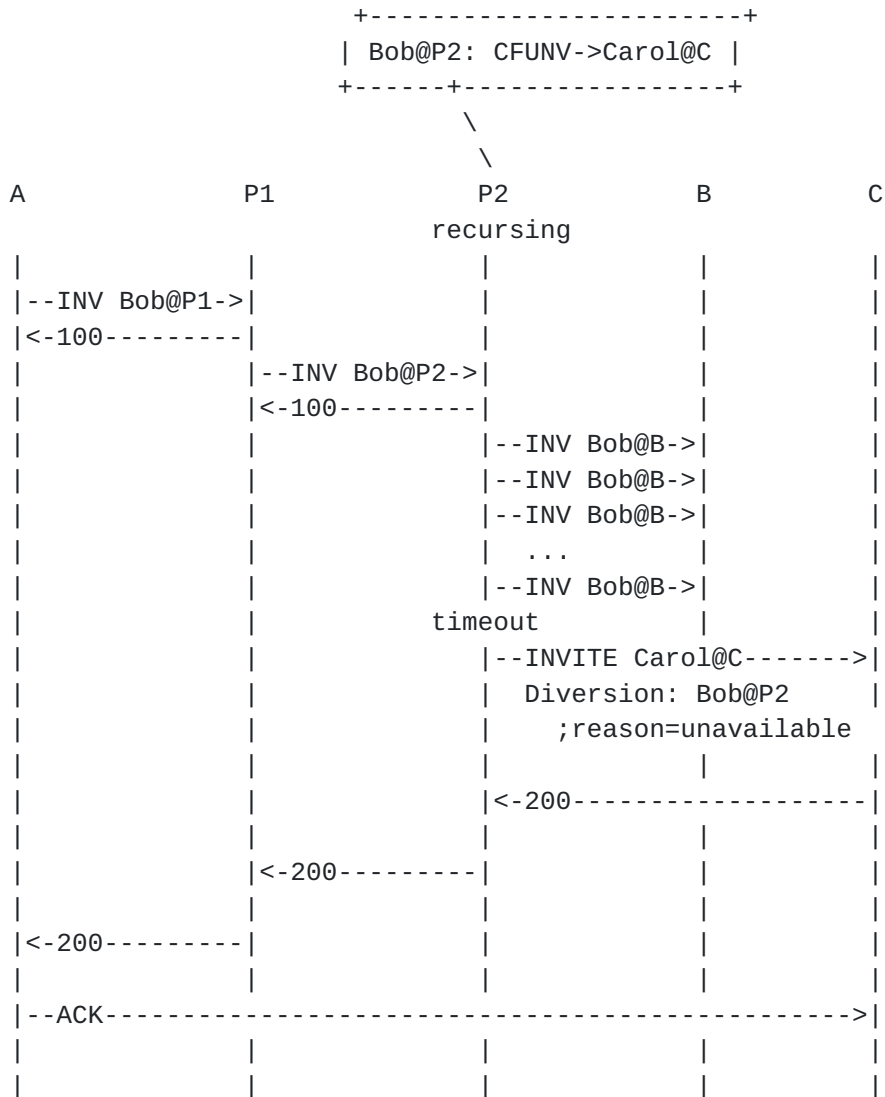 +-------------------------+
| Bob@P2: CFUNV->Carol@C |
+------+-----------------+
\
\
A P1 P2 B C
recursing
| | | | |
|--INV Bob@P1->| | | |
|<-100---------| | | |
| |--INV Bob@P2->| | |
| |<-100---------| | |
| | |--INV Bob@B->| |
| | |--INV Bob@B->| |
| | |--INV Bob@B->| |
| | | ... | |
| | |--INV Bob@B->| |
| | timeout | |
| | |--INVITE Carol@C------->|
| | | Diversion: Bob@P2 |
| | | ;reason=unavailable
| | | | |
| | |<-200-------------------|
| | | | |
| |<-200---------| | |
| | | | |
|<-200---------| | | |
| | | | |
|--ACK------------------------------------------------>|
| | | | |
| | | | |